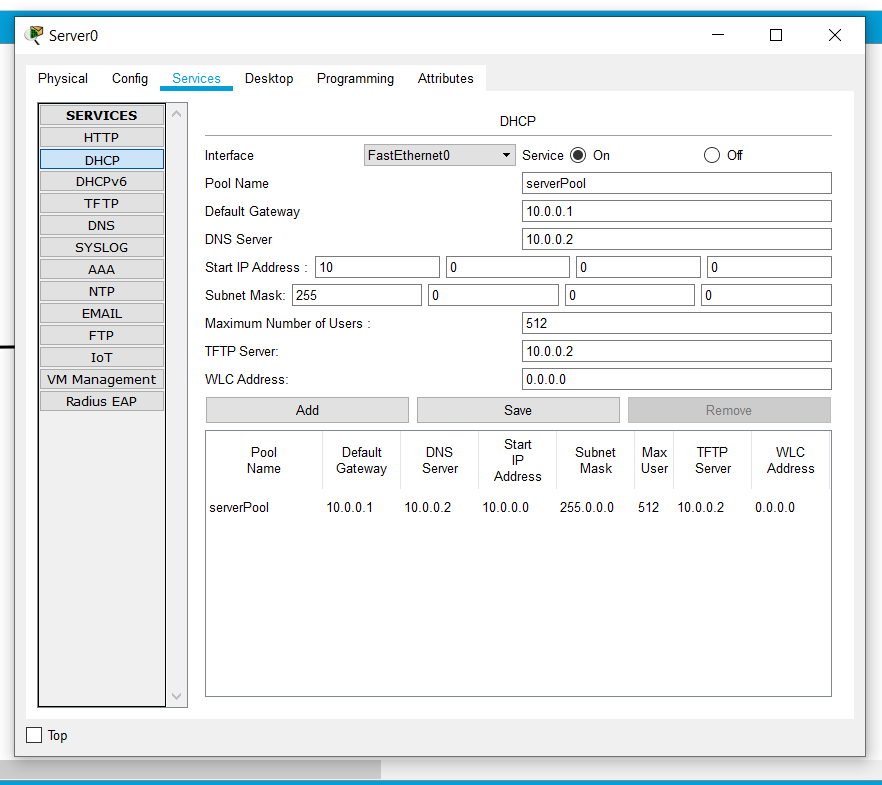 Server0
Physical Config Services Desktop Programming Attributes
SERVICES
HTTP
DHCP
DHCPv6
TFTP
DNS
SYSLOG
AAA
NTP
EMAIL
FTP
IoT
VM Management
Radius EAP
DHCP
Interface FastEthernet0 Service On Off
Pool Name serverPool
Default Gateway 10.0.0.1
DNS Server 10.0.0.2
Start IP Address : 10 0 0 0
Subnet Mask: 255 0 0 0
Maximum Number of Users : 512
TFTP Server: 10.0.0.2
WLC Address: 0.0.0.0
Add Save Remove
Pool Name Default Gateway DNS Server Start IP Address Subnet Mask Max User TFTP Server WLC Address
serverPool 10.0.0.1 10.0.0.2 10.0.0.0 255.0.0.0 512 10.0.0.2 0.0.0.0
Top